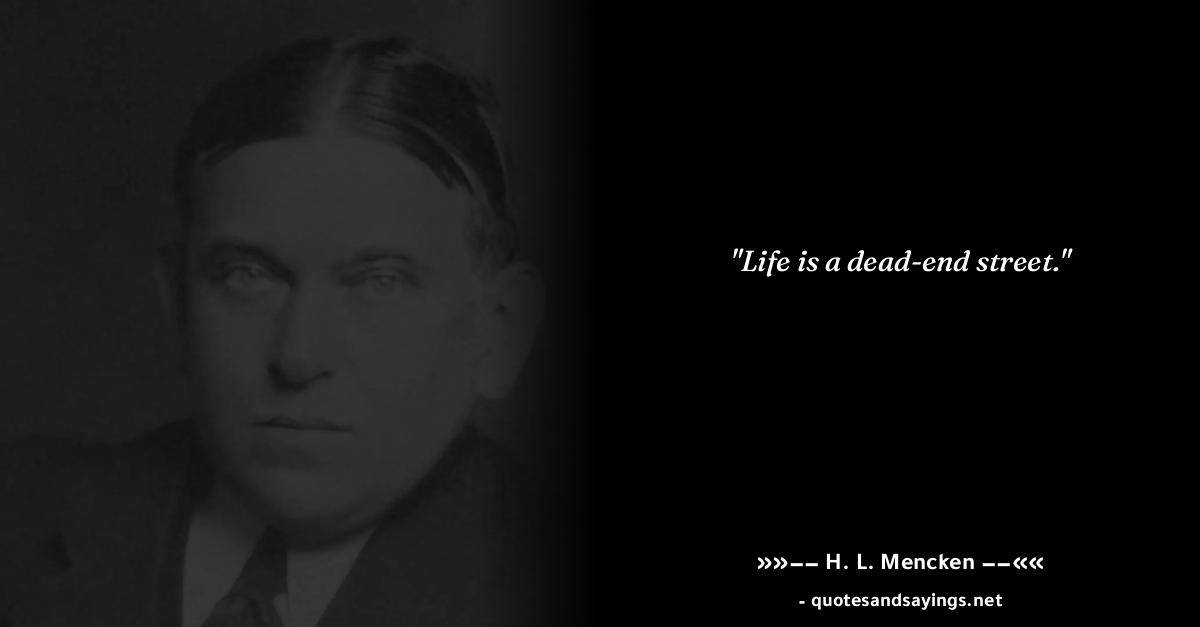 "Life is a dead-end street."
»»–– H. L. Mencken ––««
- quotesandsayings.net